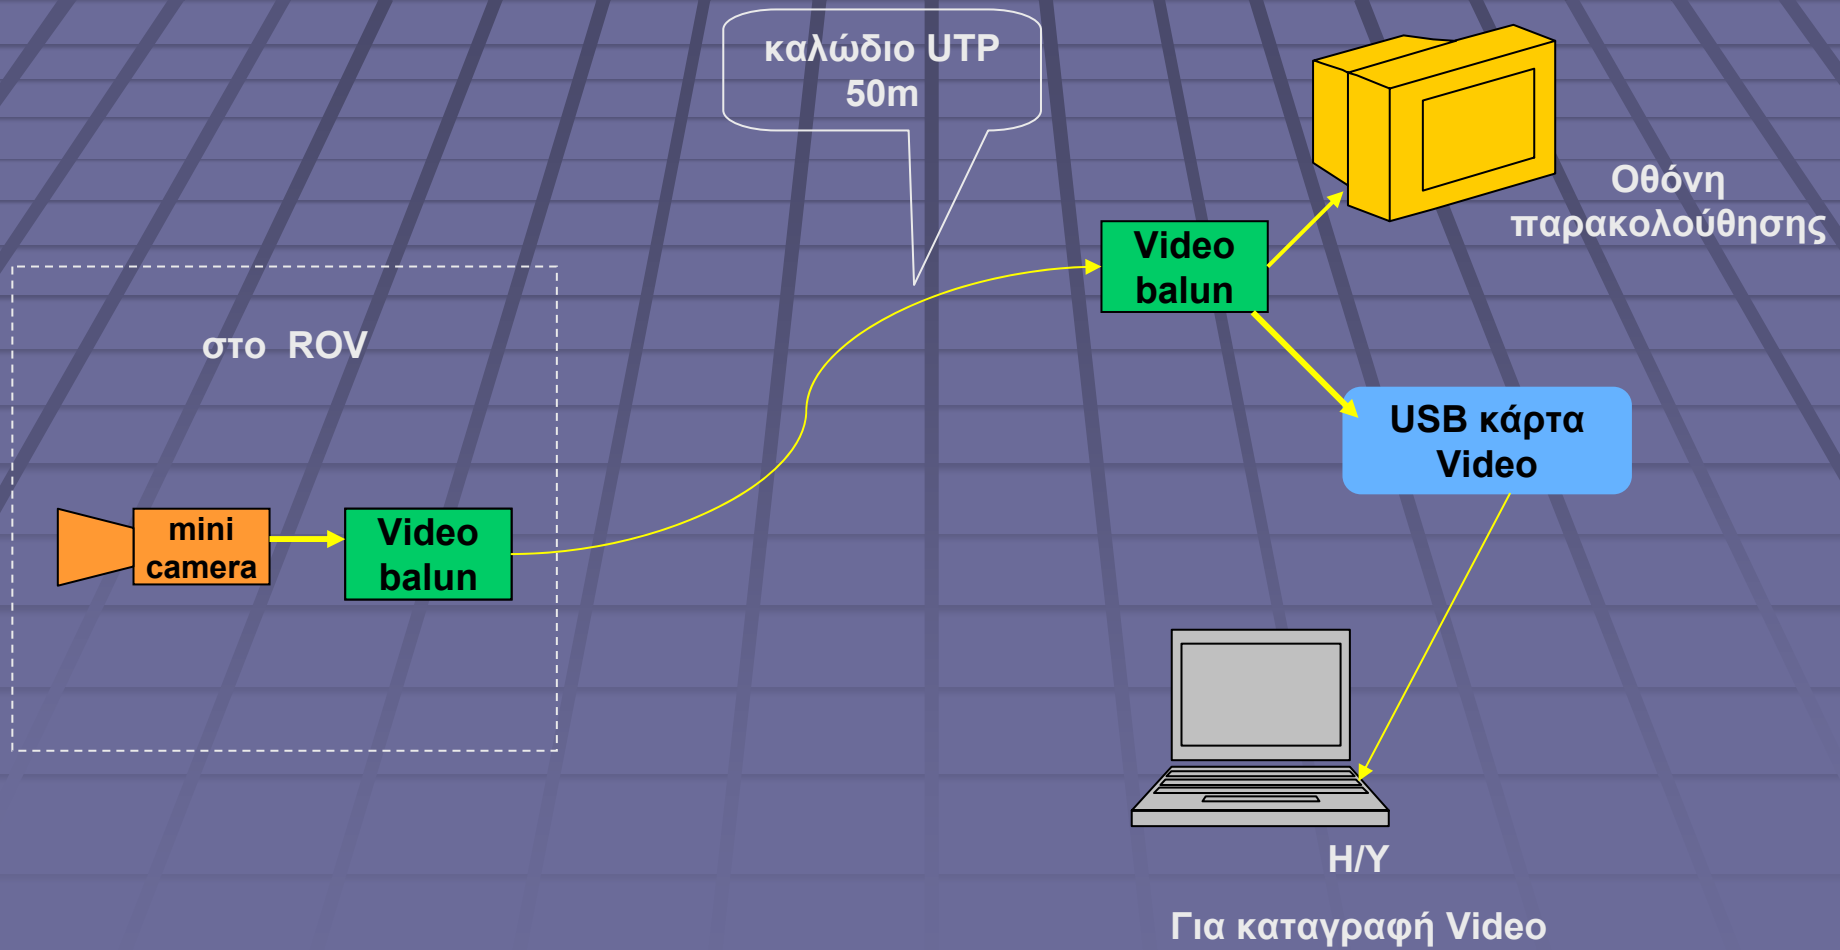 καλώδιο UTP
50m
Οθόνη
παρακολούθησης
Video
balun
στο ROV
USB κάρτα
Video
mini
camera
Video
balun
Η/Υ
Για καταγραφή Video